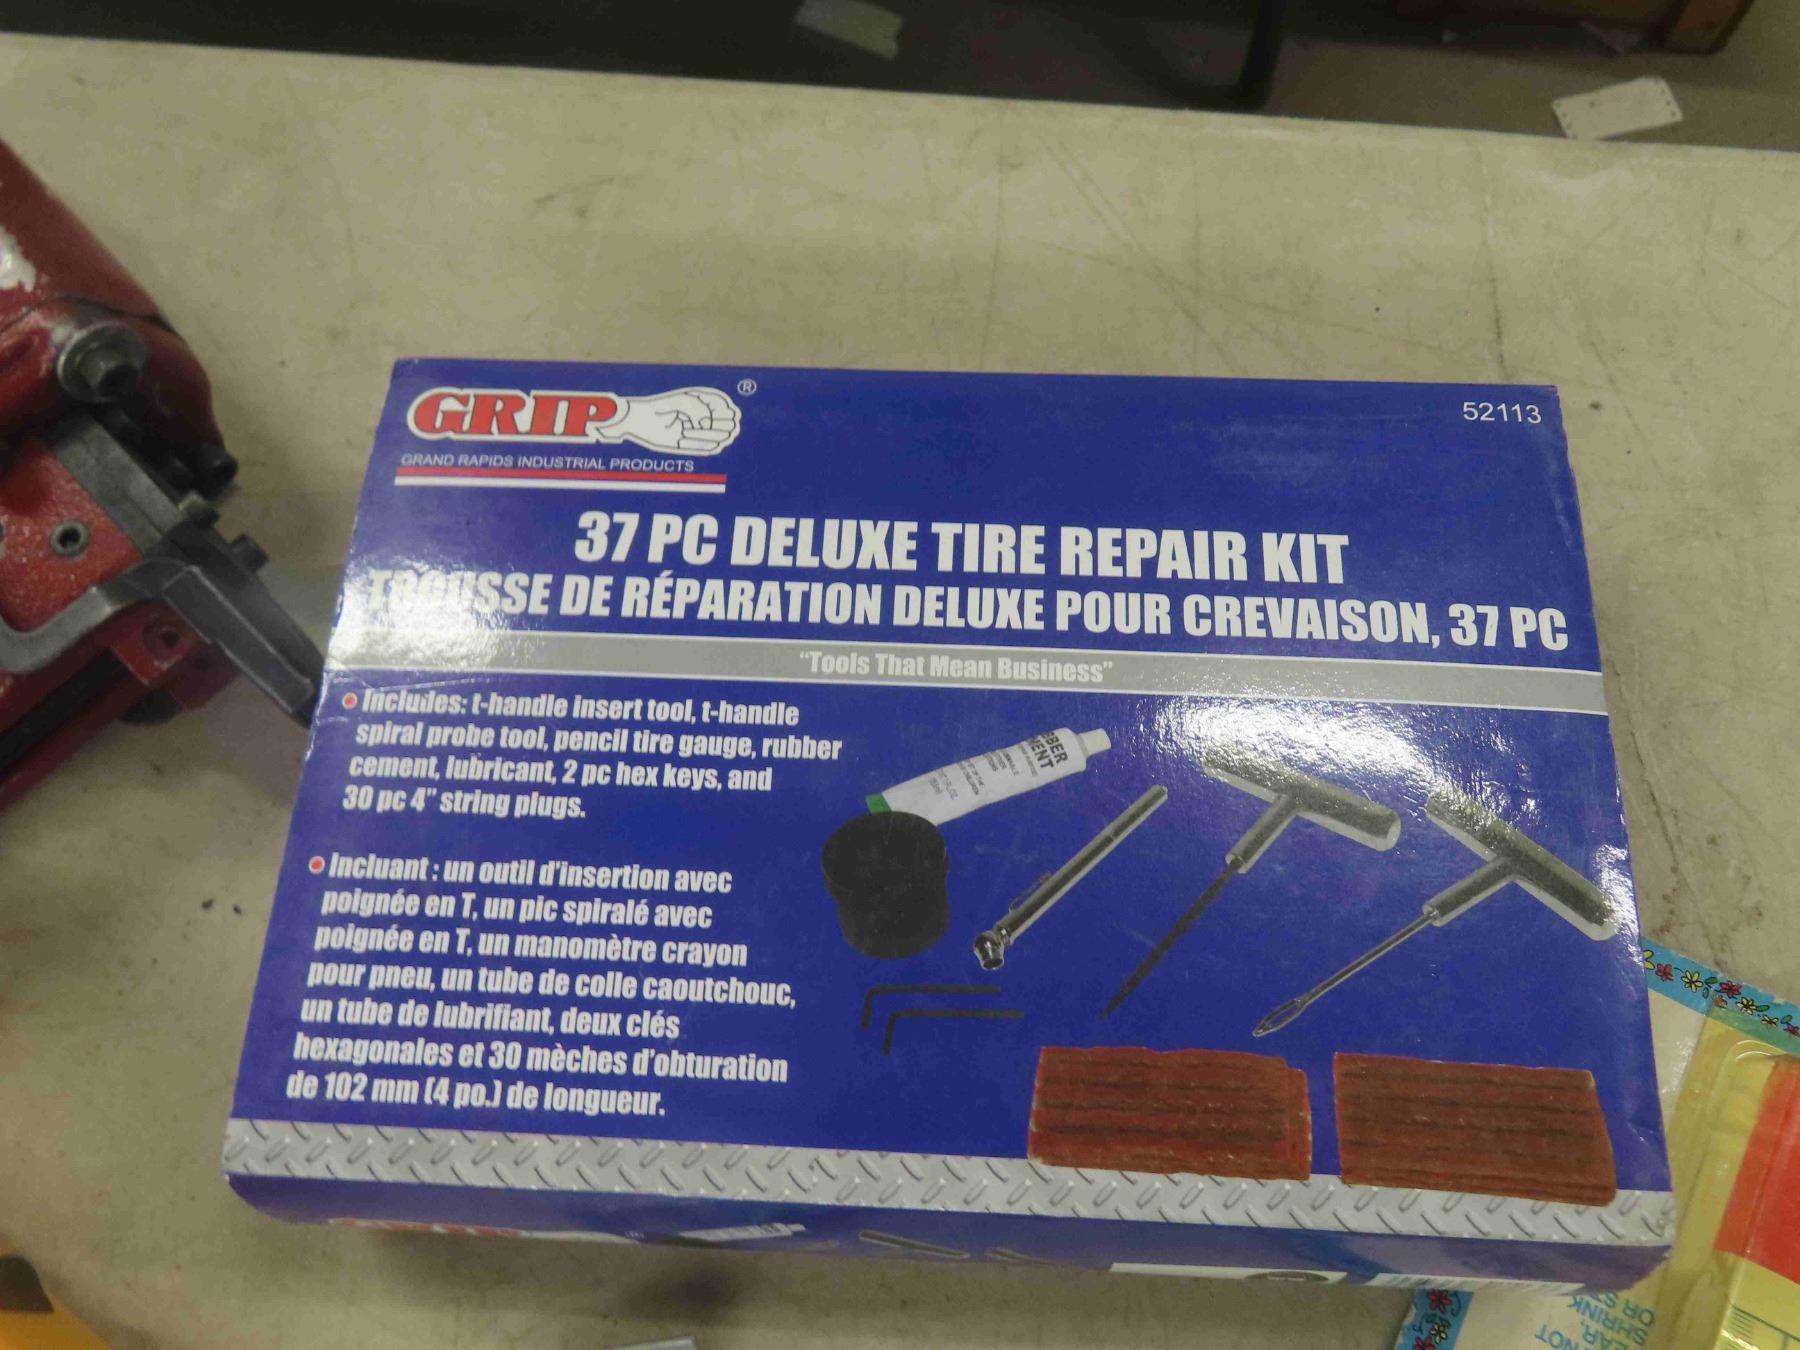 GRIP®
GRAND RAPIDS INDUSTRIAL PRODUCTS
52113
37 PC DELUXE TIRE REPAIR KIT
TROUSSE DE RÉPARATION DELUXE POUR CREVAISON, 37 PC
"Tools That Mean Business"
Includes: t-handle insert tool, t-handle
spiral probe tool, pencil tire gauge, rubber
cement, lubricant, 2 pc hex keys, and
30 pc 4" string plugs.
Incluant : un outil d'insertion avec
poignée en T, un pic spiralé avec
poignée en T, un manomètre crayon
pour pneu, un tube de colle caoutchouc,
un tube de lubrifiant, deux clés
hexagonales et 30 mèches d'obturation
de 102 mm (4 po.) de longueur.
NOT
SHRINK